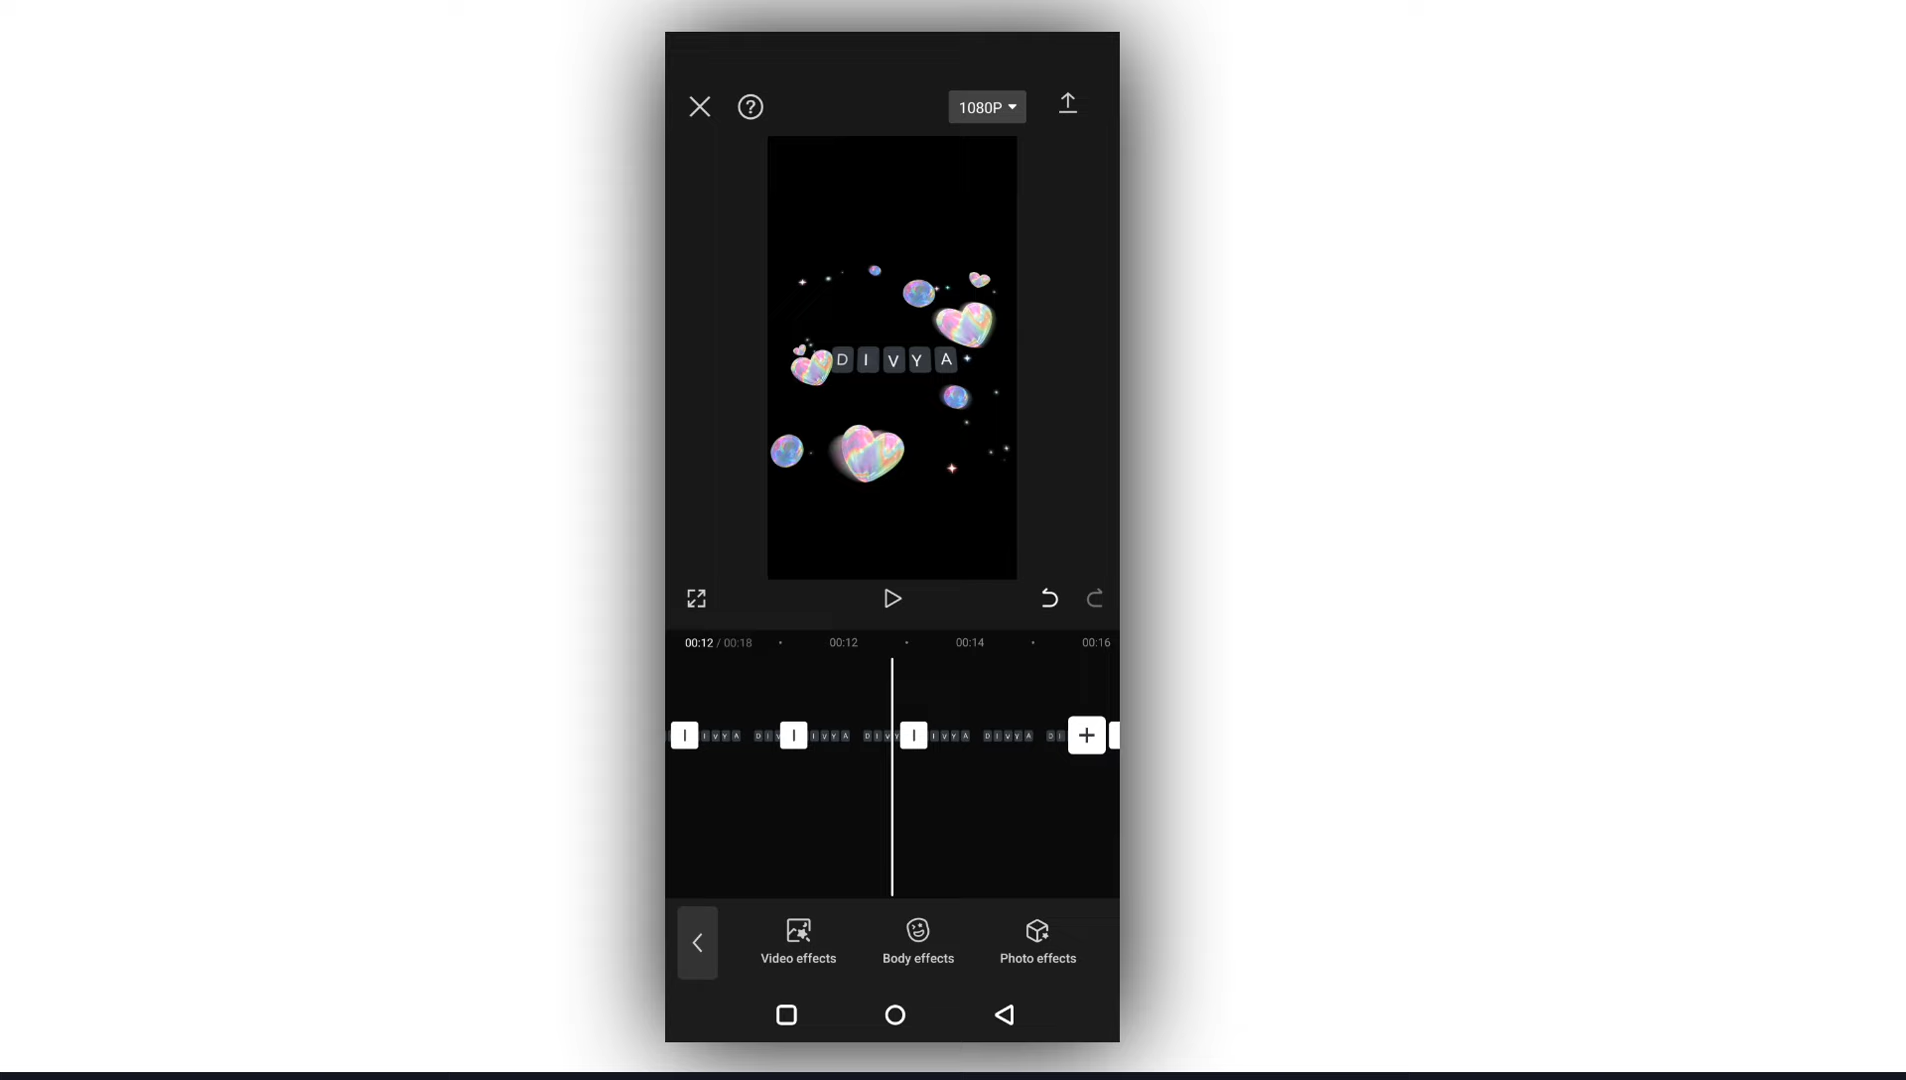 1080P
D I V Y A
00:12 / 00:18 00:12 00:14 00:16
I V Y A D I V I V Y A D I V Y I V Y A D I V Y A D I
Video effects Body effects Photo effects